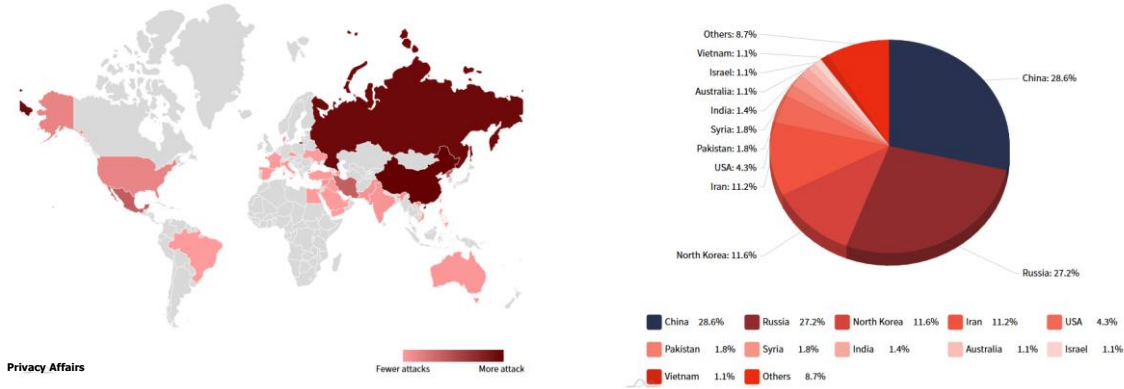 Privacy Affairs
Fewer attacks
More attack
Others: 8.7%
Vietnam: 1.1%
Israel: 1.1%
Australia: 1.1%
India: 1.4%
Syria: 1.8%
Pakistan: 1.8%
USA: 4.3%
Iran: 11.2%
North Korea: 11.6%
China: 28.6%
Russia: 27.2%
China 28.6% Russia 27.2% North Korea 11.6% Iran 11.2% USA 4.3%
Pakistan 1.8% Syria 1.8% India 1.4% Australia 1.1% Israel 1.1%
Vietnam 1.1% Others 8.7%